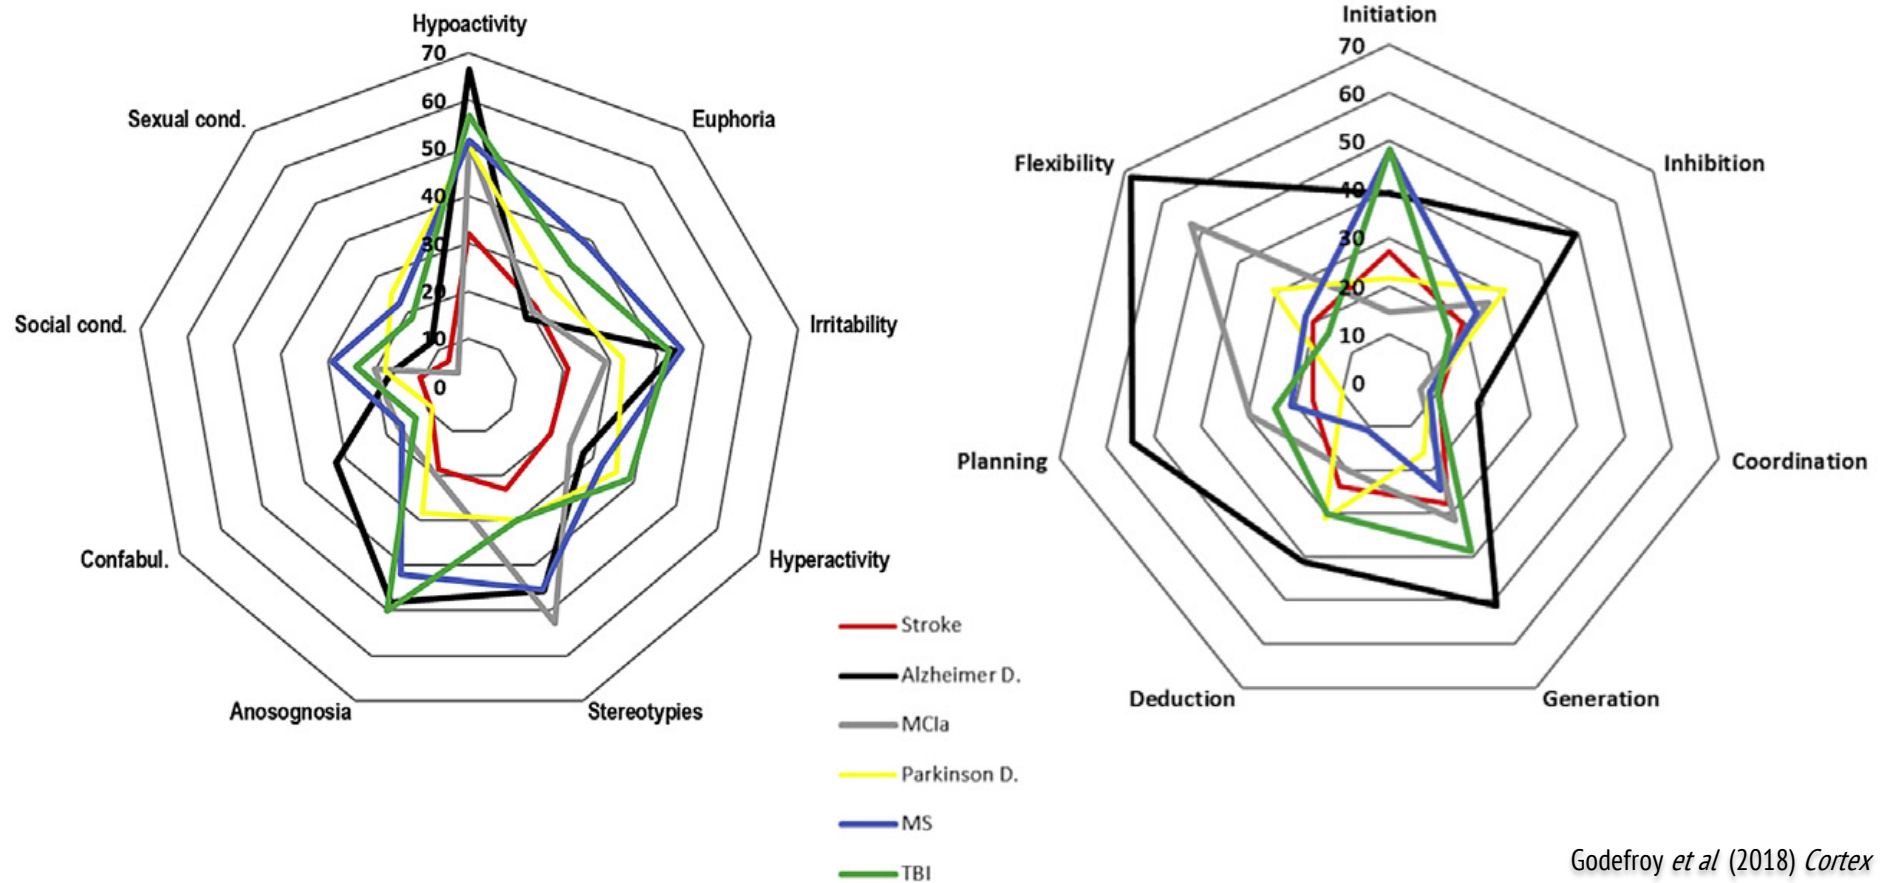 Hypoactivity
70
60
50
40
30
20
10
0
Euphoria
Irritability
Hyperactivity
Stereotypies
Anosognosia
Confabul.
Social cond.
Sexual cond.
Initiation
70
60
50
40
30
20
10
0
Inhibition
Coordination
Generation
Deduction
Planning
Flexibility
Stroke
Alzheimer D.
MCIa
Parkinson D.
MS
TBI
Godefroy et al (2018) Cortex